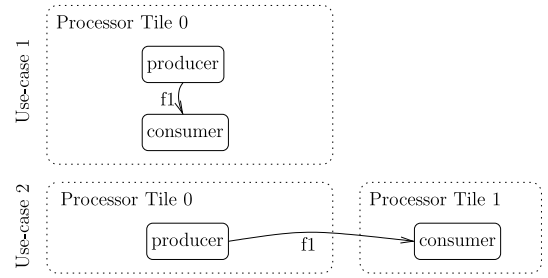 Use-case 1
Processor Tile 0
producer
f1
consumer
Use-case 2
Processor Tile 0
Processor Tile 1
producer
f1
consumer